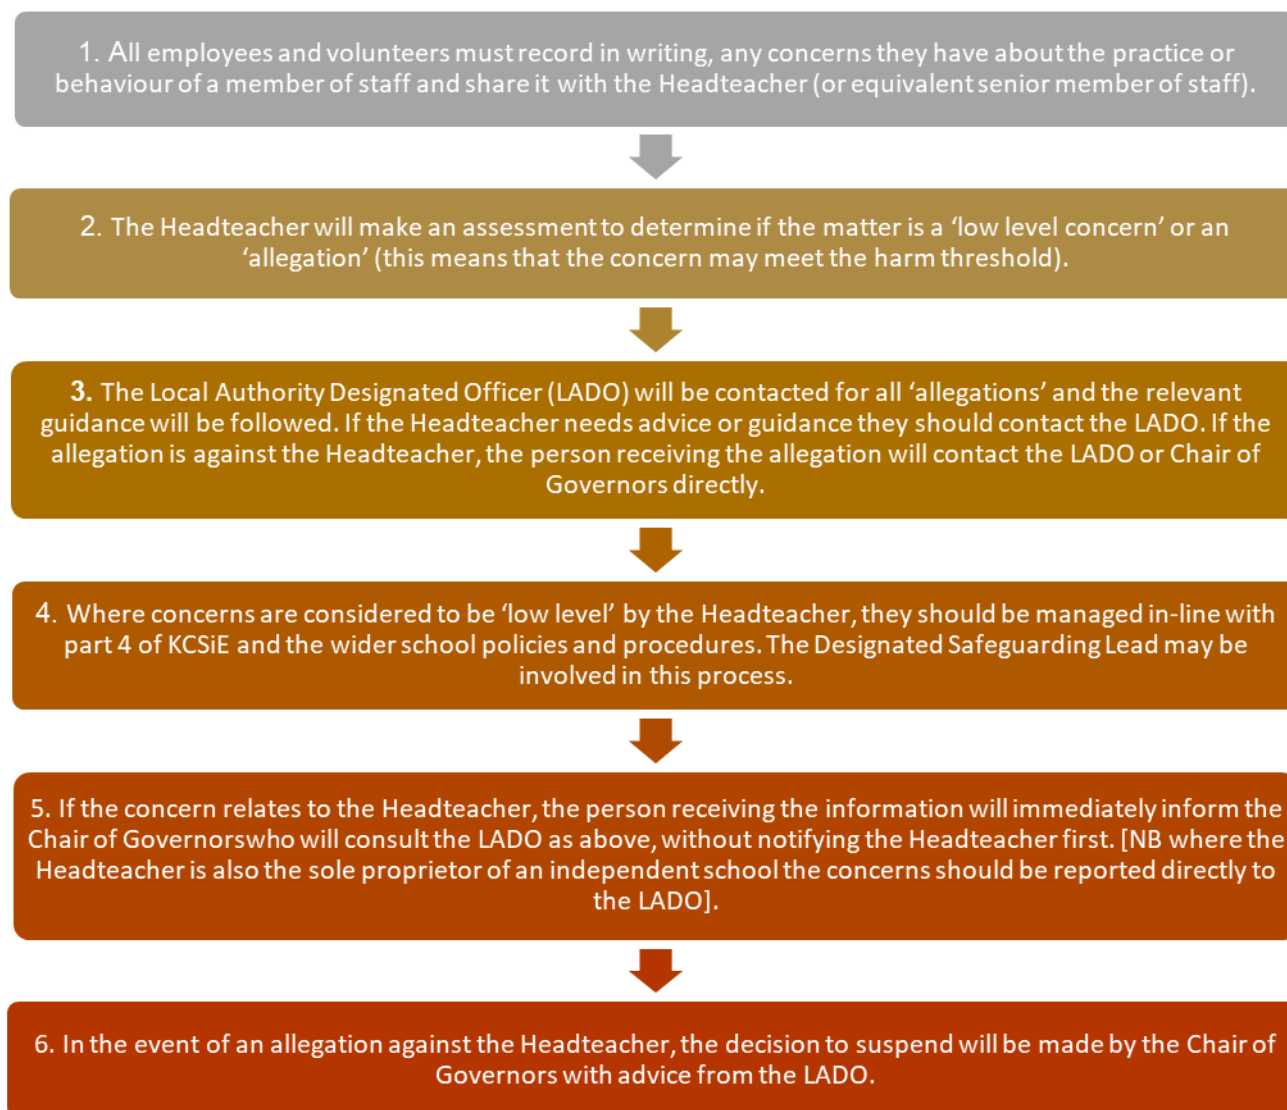 1. All employees and volunteers must record in writing, any concerns they have about the practice or
behaviour of a member of staff and share it with the Headteacher (or equivalent senior member of staff).
2. The Headteacher will make an assessment to determine if the matter is a ‘low level concern’ or an
‘allegation’ (this means that the concern may meet the harm threshold).
3. The Local Authority Designated Officer (LADO) will be contacted for all ‘allegations’ and the relevant
guidance will be followed. If the Headteacher needs advice or guidance they should contact the LADO. If the
allegation is against the Headteacher, the person receiving the allegation will contact the LADO or Chair of
Governors directly.
4. Where concerns are considered to be ‘low level’ by the Headteacher, they should be managed in-line with
part 4 of KCSiE and the wider school policies and procedures. The Designated Safeguarding Lead may be
involved in this process.
5. If the concern relates to the Headteacher, the person receiving the information will immediately inform the
Chair of Governorswho will consult the LADO as above, without notifying the Headteacher first. [NB where the
Headteacher is also the sole proprietor of an independent school the concerns should be reported directly to
the LADO].
6. In the event of an allegation against the Headteacher, the decision to suspend will be made by the Chair of
Governors with advice from the LADO.